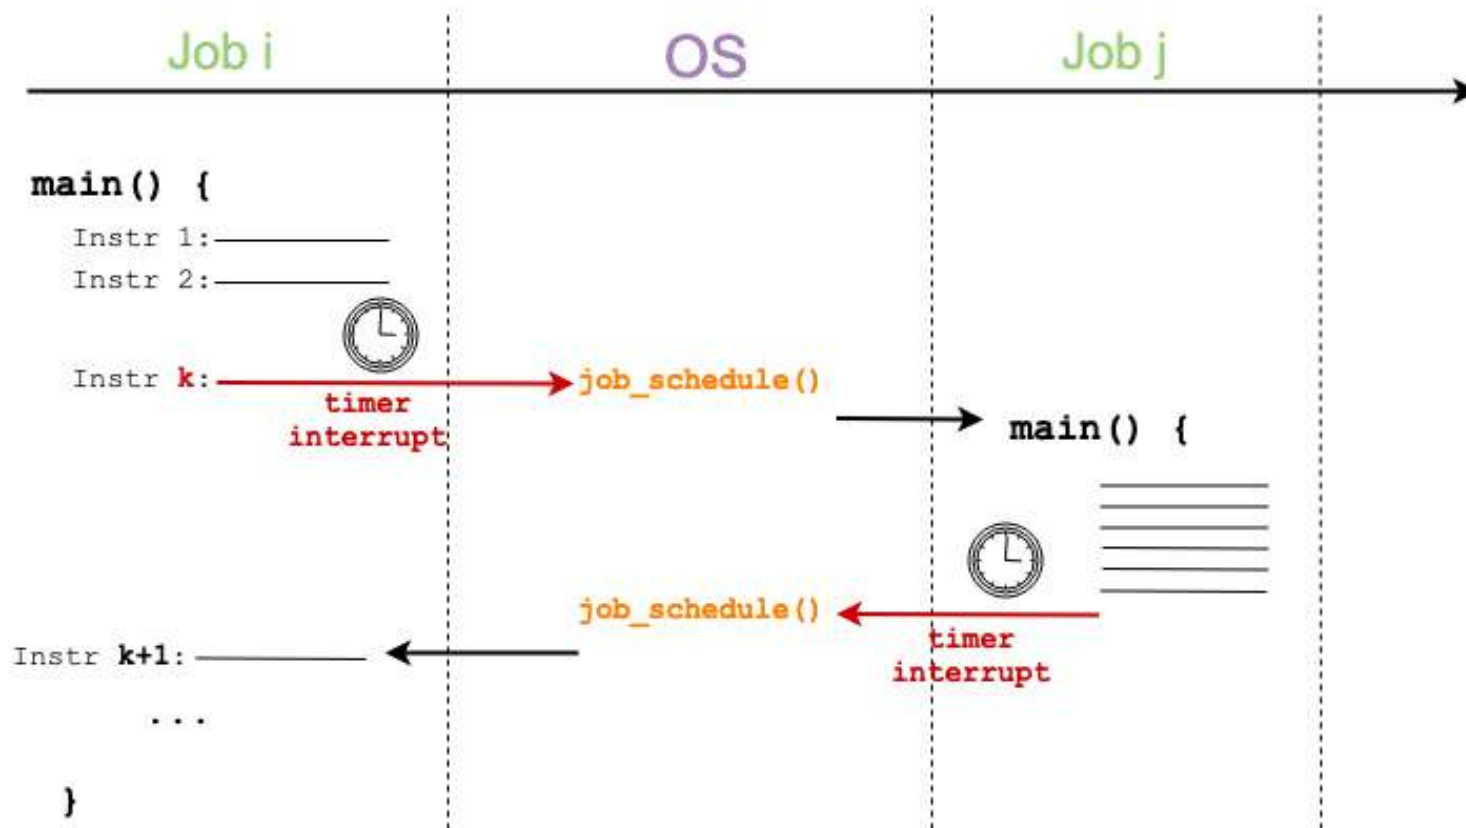 Job i OS Job j
main() {
Instr 1:
Instr 2:
Instr k: job_schedule()
timer
interrupt
main() {
job_schedule()
timer
interrupt
Instr k+1:
...
}